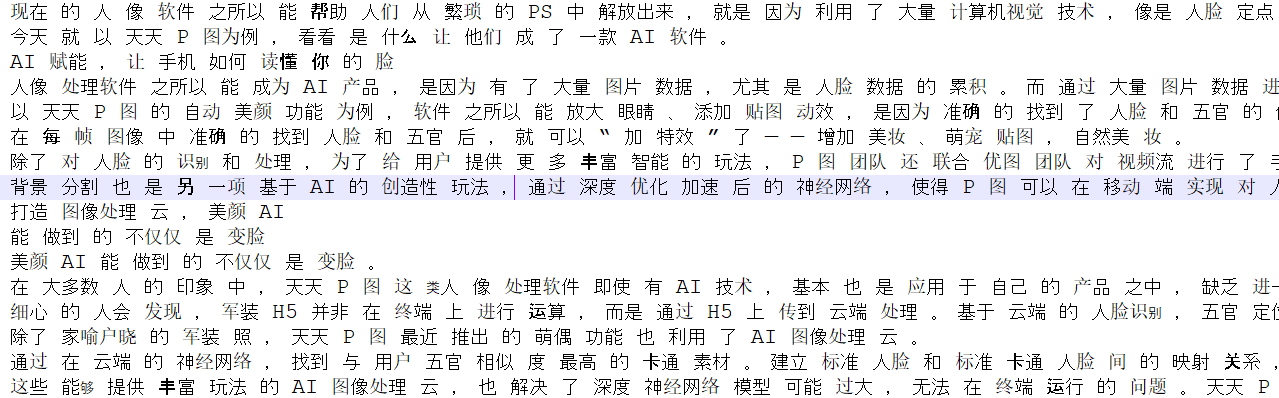 现在 的 人 像 软件 之所以 能 帮助 人们 从 繁琐 的 PS 中 解放出来 , 就是 因为 利用 了 大量 计算机视觉 技术 , 像是 人脸 定点
今天 就 以 天天 P 图为例 , 看看 是 什么 让 他们 成 了 一款 AI 软件 。
AI 赋能 , 让 手机 如何 读懂 你 的 脸
人像 处理软件 之所以 能 成为 AI 产品 , 是因为 有 了 大量 图片 数据 , 尤其 是 人脸 数据 的 累积 。 而 通过 大量 图片 数据 进
以 天天 P 图 的 自动 美颜 功能 为例 , 软件 之所以 能 放大 眼睛 、 添加 贴图 动效 , 是因为 准确 的 找到 了 人脸 和 五官 的
在 每 帧 图像 中 准确 的 找到 人脸 和 五官 后 , 就 可以 “ 加 特效 ” 了 — — 增加 美妆 、 萌宠 贴图 , 自然美 妆 。
除了 对 人脸 的 识别 和 处理 , 为了 给 用户 提供 更 多 丰富 智能 的 玩法 , P 图 团队 还 联合 优图 团队 对 视频流 进行 了
背景 分割 也 是 另 一项 基于 AI 的 创造性 玩法 , 通过 深度 优化 加速 后 的 神经网络 , 使得 P 图 可以 在 移动 端 实现 对
打造 图像处理 云 , 美颜 AI
能 做到 的 不仅仅 是 变脸
美颜 AI 能 做到 的 不仅仅 是 变脸 。
在 大多数 人 的 印象 中 , 天天 P 图 这 类人 像 处理软件 即使 有 AI 技术 , 基本 也 是 应用 于 自己 的 产品 之中 , 缺乏 进一
细心 的 人会 发现 , 军装 H5 并非 在 终端 上 进行 运算 , 而是 通过 H5 上 传到 云端 处理 。 基于 云端 的 人脸识别 , 五官 定位
除了 家喻户晓 的 军装 照 , 天天 P 图 最近 推出 的 萌偶 功能 也 利用 了 AI 图像处理 云 。
通过 在 云端 的 神经网络 , 找到 与 用户 五官 相似 度 最高 的 卡通 素材 。 建立 标准 人脸 和 标准 卡通 人脸 间 的 映射 关系 ,
这些 能够 提供 丰富 玩法 的 AI 图像处理 云 , 也 解决 了 深度 神经网络 模型 可能 过大 , 无法 在 终端 运行 的 问题 。 天天 P